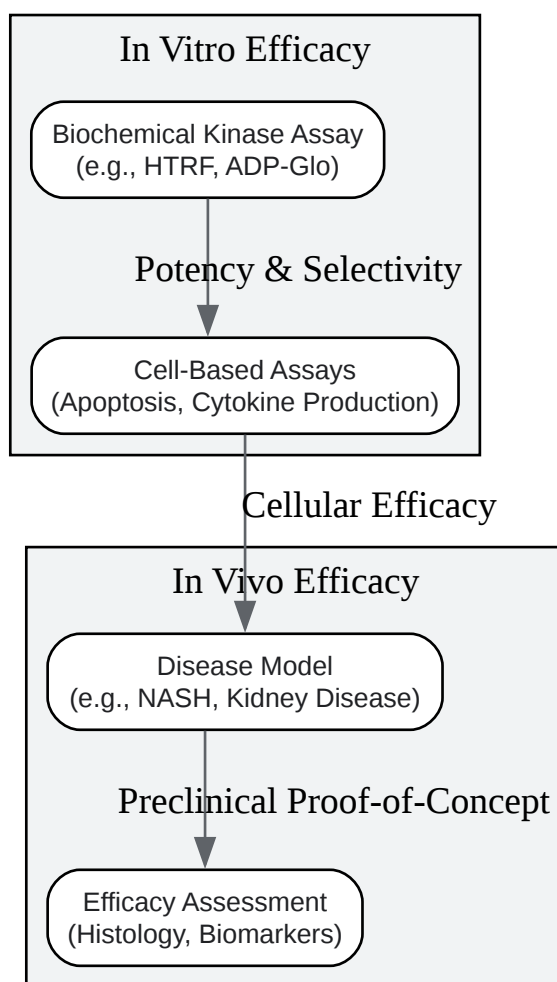 In Vitro Efficacy
Biochemical Kinase Assay
(e.g., HTRF, ADP-Glo)
Potency & Selectivity
Cell-Based Assays
(Apoptosis, Cytokine Production)
Cellular Efficacy
In Vivo Efficacy
Disease Model
(e.g., NASH, Kidney Disease)
Preclinical Proof-of-Concept
Efficacy Assessment
(Histology, Biomarkers)